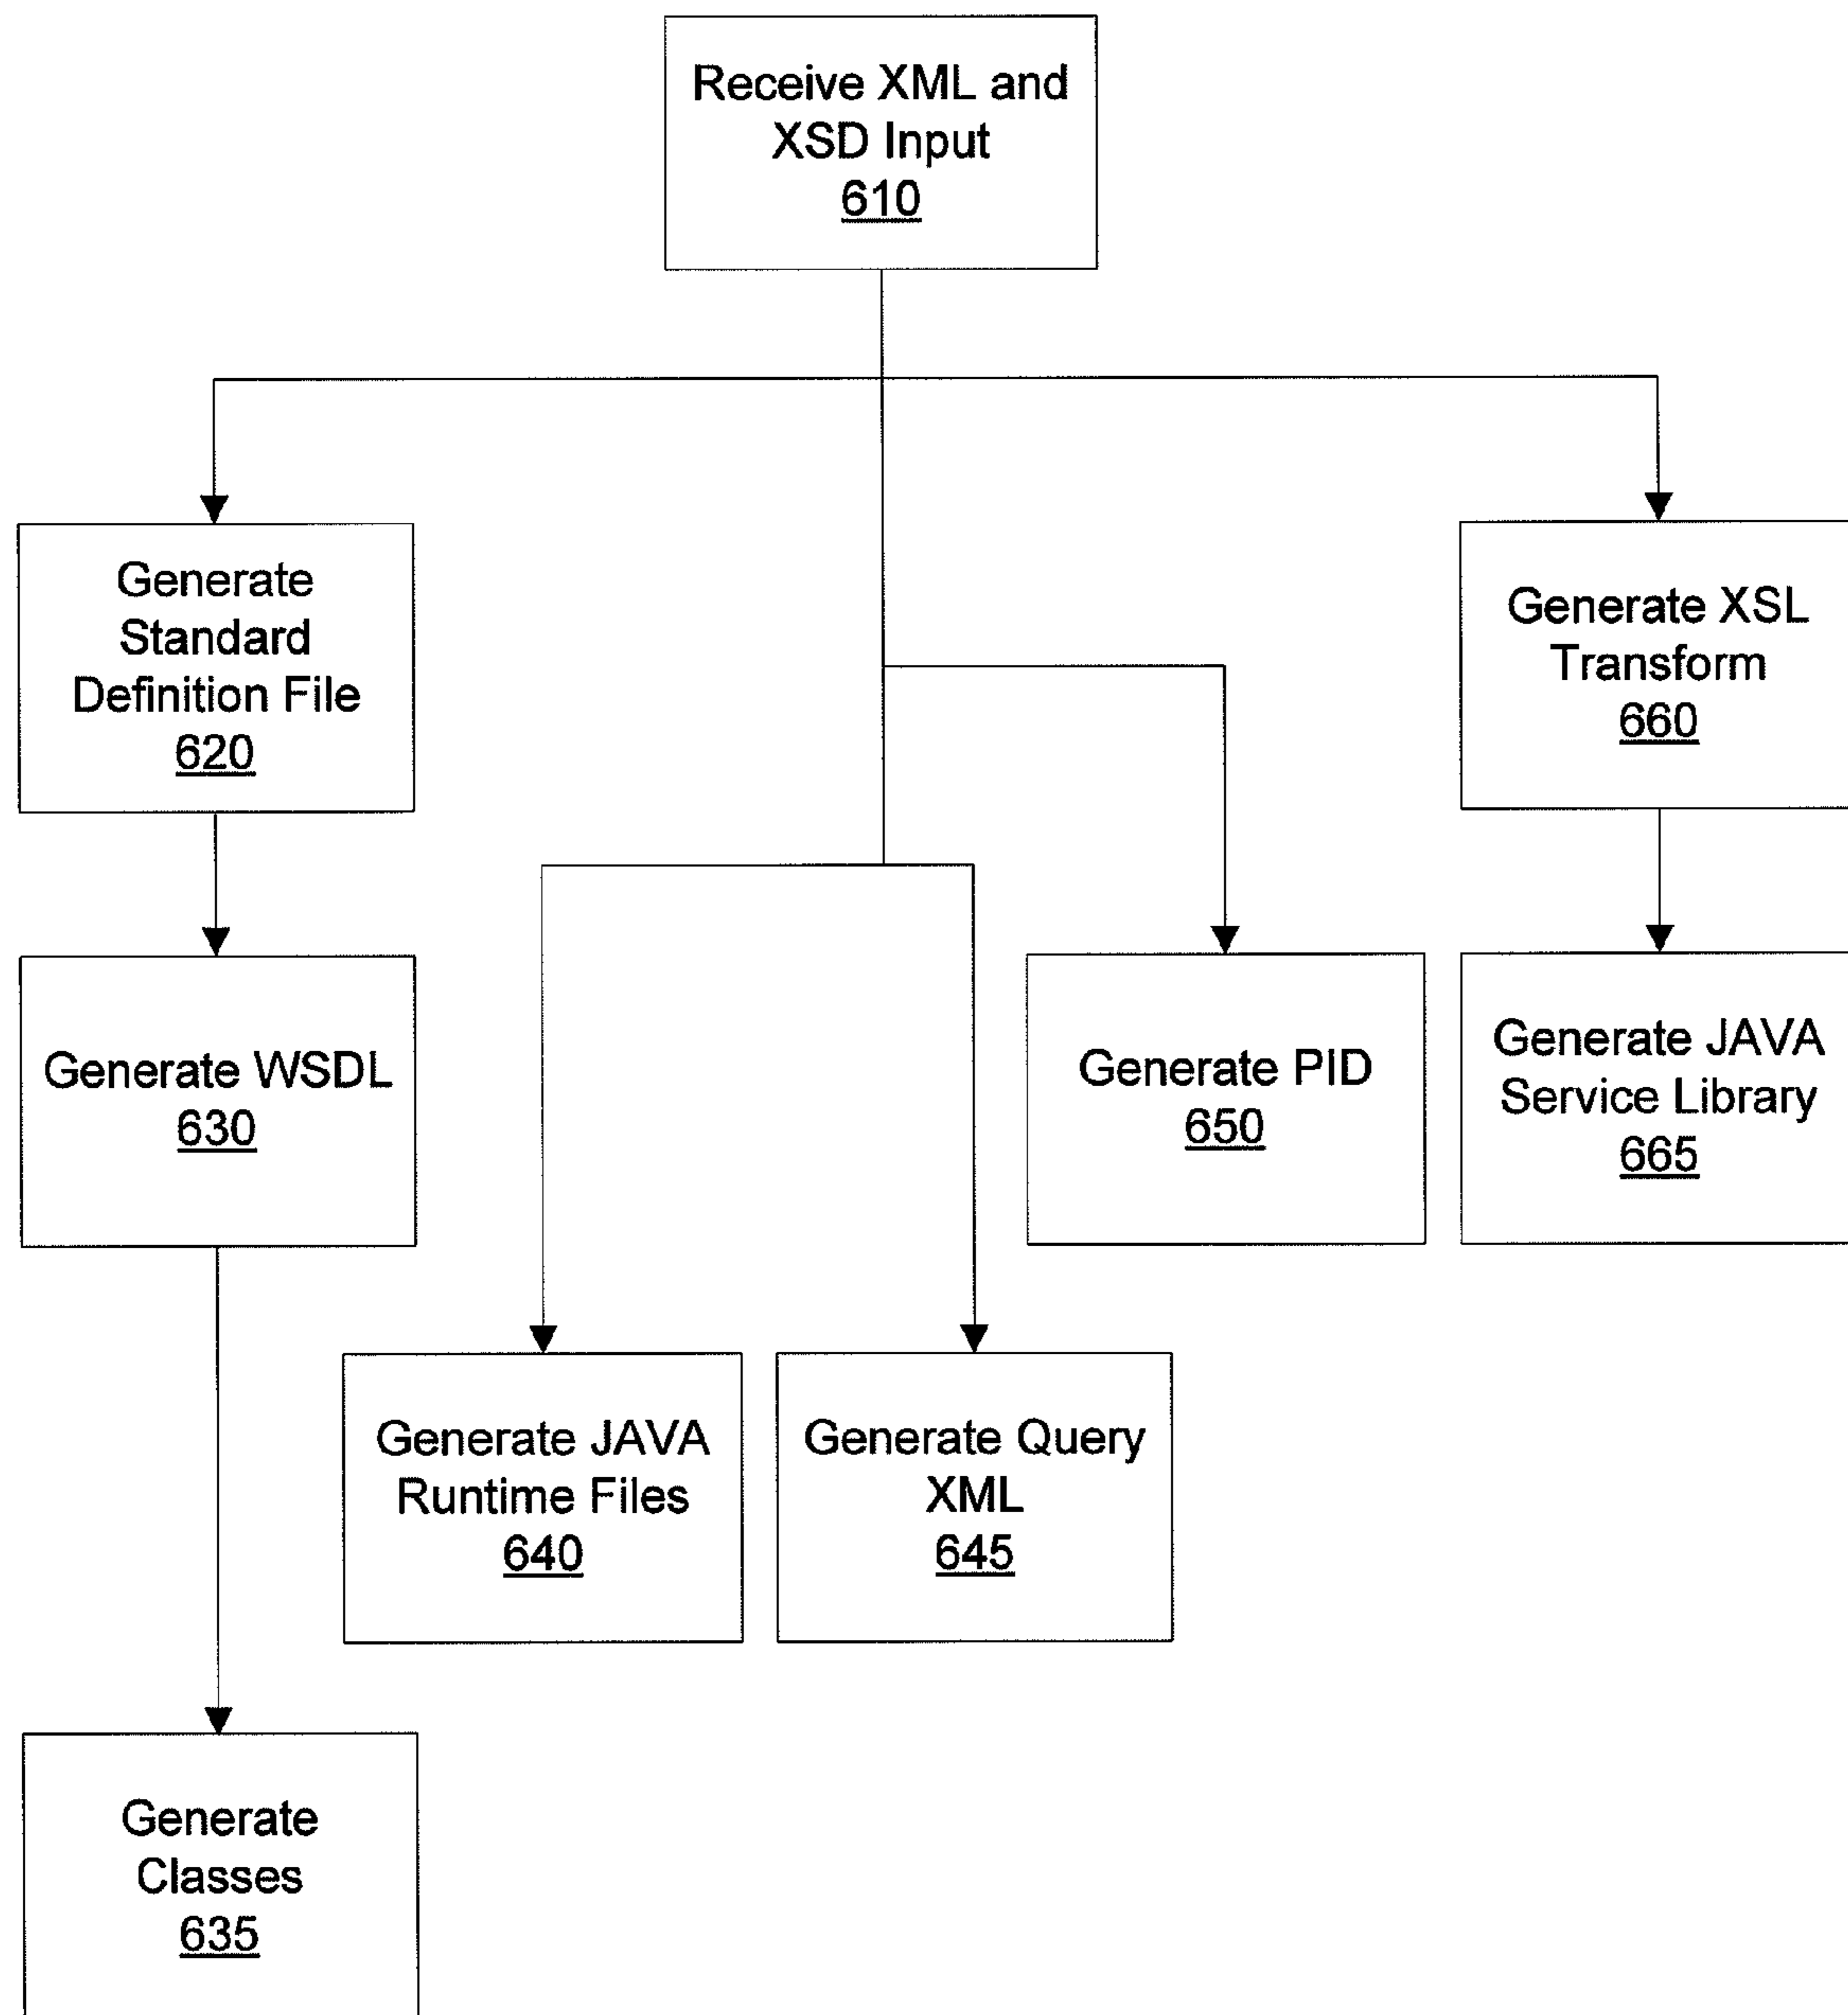 Receive XML and
XSD Input
610
Generate
Standard
Definition File
620
Generate XSL
Transform
660
Generate WSDL
630
Generate PID
650
Generate JAVA
Service Library
665
Generate JAVA
Runtime Files
640
Generate Query
XML
645
Generate
Classes
635